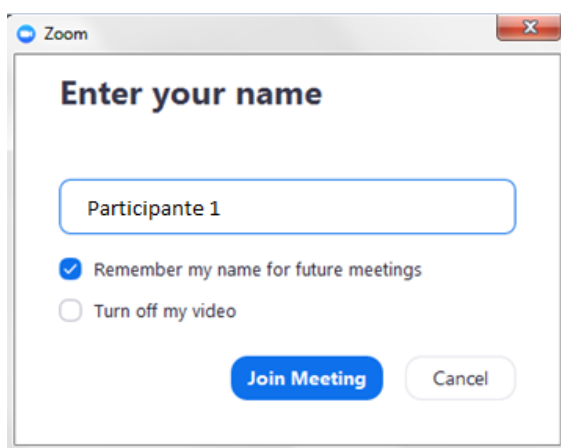 Zoom
Enter your name
Participante 1
Remember my name for future meetings
Turn off my video
Join Meeting Cancel